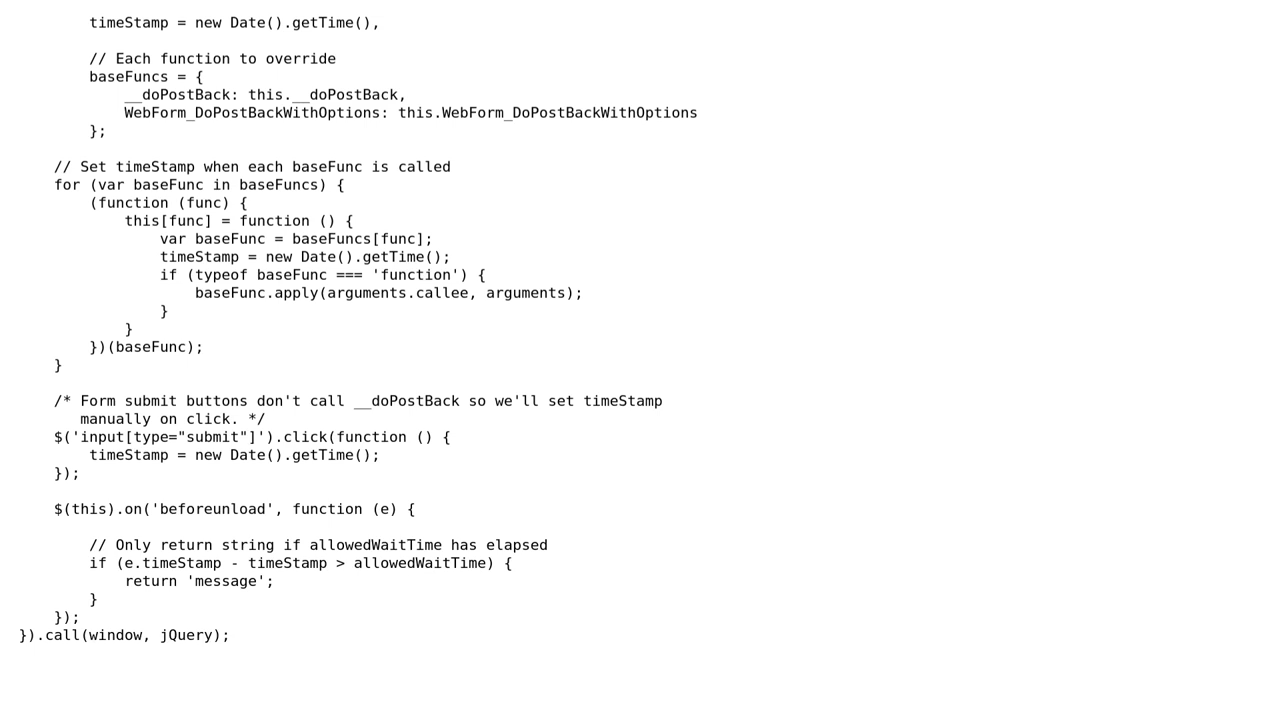 timeStamp = new Date().getTime(),

        // Each function to override
        baseFuncs = {
            __doPostBack: this.__doPostBack,
            WebForm_DoPostBackWithOptions: this.WebForm_DoPostBackWithOptions
        };

    // Set timeStamp when each baseFunc is called
    for (var baseFunc in baseFuncs) {
        (function (func) {
            this[func] = function () {
                var baseFunc = baseFuncs[func];
                timeStamp = new Date().getTime();
                if (typeof baseFunc === 'function') {
                    baseFunc.apply(arguments.callee, arguments);
                }
            }
        })(baseFunc);
    }

    /* Form submit buttons don't call __doPostBack so we'll set timeStamp
       manually on click. */
    $('input[type="submit"]').click(function () {
        timeStamp = new Date().getTime();
    });

    $(this).on('beforeunload', function (e) {

        // Only return string if allowedWaitTime has elapsed
        if (e.timeStamp - timeStamp > allowedWaitTime) {
            return 'message';
        }
    });
}).call(window, jQuery);